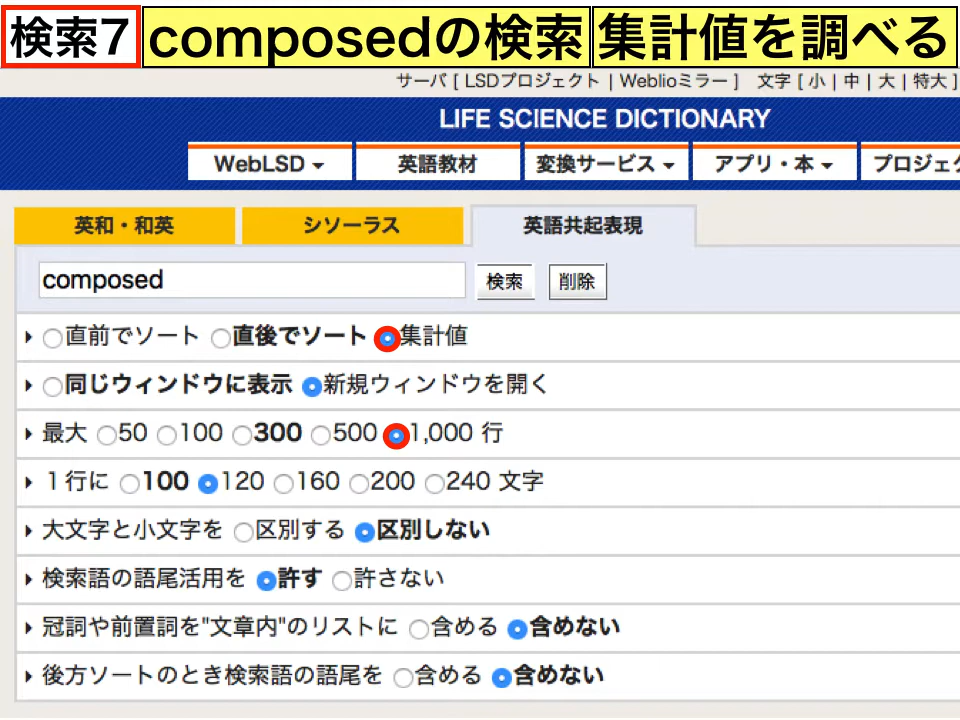 検索7 composedの検索 集計値を調べる
サーバ [ LSDプロジェクト | Weblioミラー ] 文字 [ 小 | 中 | 大 | 特大 ]
LIFE SCIENCE DICTIONARY
WebLSD 英語教材 変換サービス アプリ・本 プロジェク
英和・和英 シソーラス 英語共起表現
composed 検索 削除
直前でソート 直後でソート 集計値
同じウィンドウに表示 新規ウィンドウを開く
最大 50 100 300 500 1,000 行
1行に 100 120 160 200 240 文字
大文字と小文字を 区別する 区別しない
検索語の語尾活用を 許す 許さない
冠詞や前置詞を"文章内"のリストに 含める 含めない
後方ソートのとき検索語の語尾を 含める 含めない